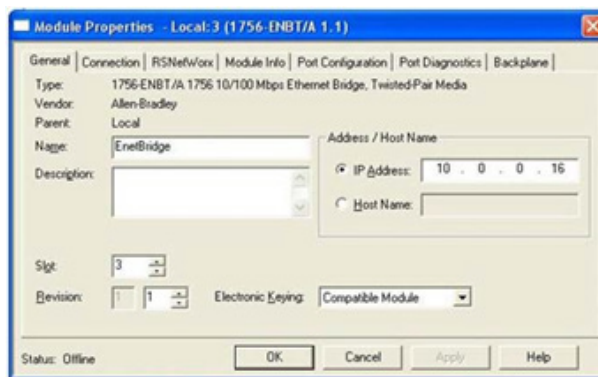 Module Properties - Local:3 (1756-ENBT/A 1.1)
General Connection RSNetWorx Module Info Port Configuration Port Diagnostics Backplane
Type: 1756-ENBT/A 1756 10/100 Mbps Ethernet Bridge, Twisted-Pair Media
Vendor: Allen-Bradley
Parent: Local
Name: EnetBridge
Description:
Address / Host Name
IP Address: 10 . 0 . 0 . 16
Host Name:
Slot: 3
Revision: 1 1 Electronic Keying: Compatible Module
Status: Offline OK Cancel Apply Help